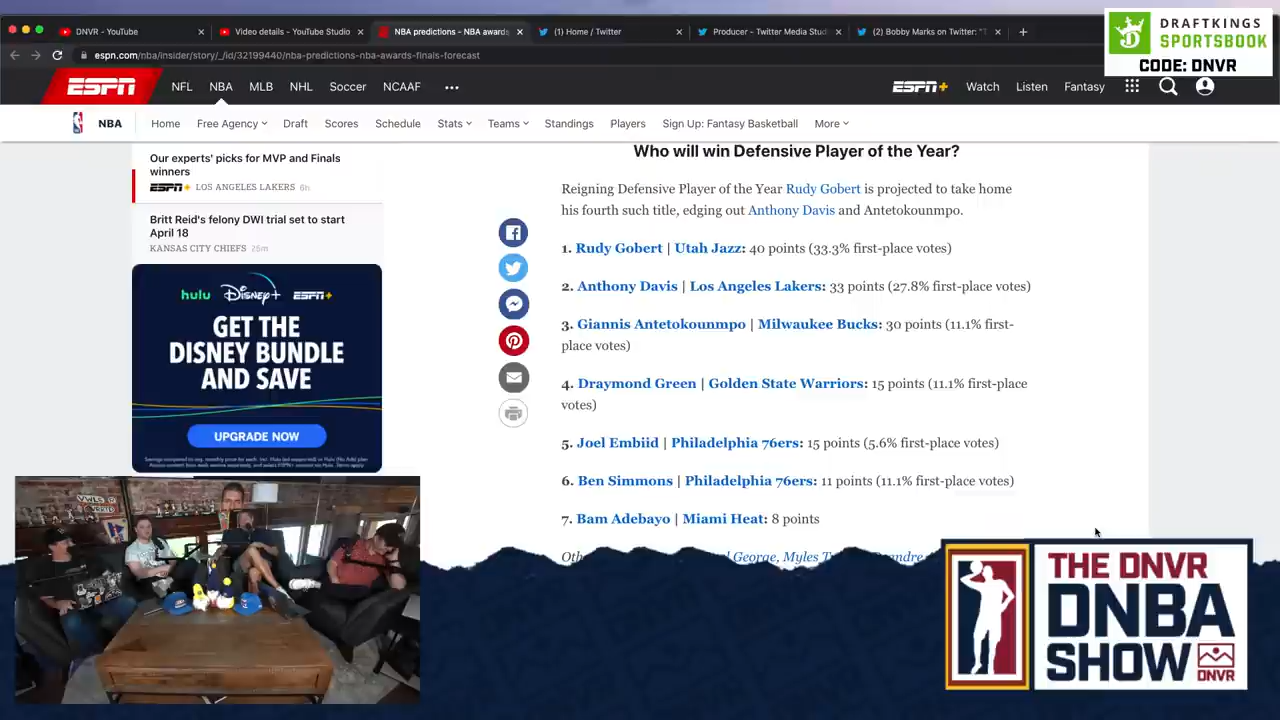 DNVR - YouTube
Video details - YouTube Studio
NBA predictions - NBA awards
(1) Home / Twitter
Producer - Twitter Media Stud
(2) Bobby Marks on Twitter: "T
DRAFTKINGS
SPORTSBOOK
CODE: DNVR
espn.com/nba/insider/story/_/id/32199440/nba-predictions-nba-awards-finals-forecast
ESPN
NFL
NBA
MLB
NHL
Soccer
NCAAF
ESPN+
Watch
Listen
Fantasy
NBA
Home
Free Agency
Draft
Scores
Schedule
Stats
Teams
Standings
Players
Sign Up: Fantasy Basketball
More
Our experts' picks for MVP and Finals
winners
ESPN+ LOS ANGELES LAKERS 6h
Britt Reid's felony DWI trial set to start
April 18
KANSAS CITY CHIEFS 25m
hulu Disney+ ESPN+
GET THE
DISNEY BUNDLE
AND SAVE
UPGRADE NOW
Who will win Defensive Player of the Year?
Reigning Defensive Player of the Year Rudy Gobert is projected to take home
his fourth such title, edging out Anthony Davis and Antetokounmpo.
1. Rudy Gobert | Utah Jazz: 40 points (33.3% first-place votes)
2. Anthony Davis | Los Angeles Lakers: 33 points (27.8% first-place votes)
3. Giannis Antetokounmpo | Milwaukee Bucks: 30 points (11.1% first-
place votes)
4. Draymond Green | Golden State Warriors: 15 points (11.1% first-place
votes)
5. Joel Embiid | Philadelphia 76ers: 15 points (5.6% first-place votes)
6. Ben Simmons | Philadelphia 76ers: 11 points (11.1% first-place votes)
7. Bam Adebayo | Miami Heat: 8 points
George, Myles
THE DNVR
DNBA
SHOW
DNVR